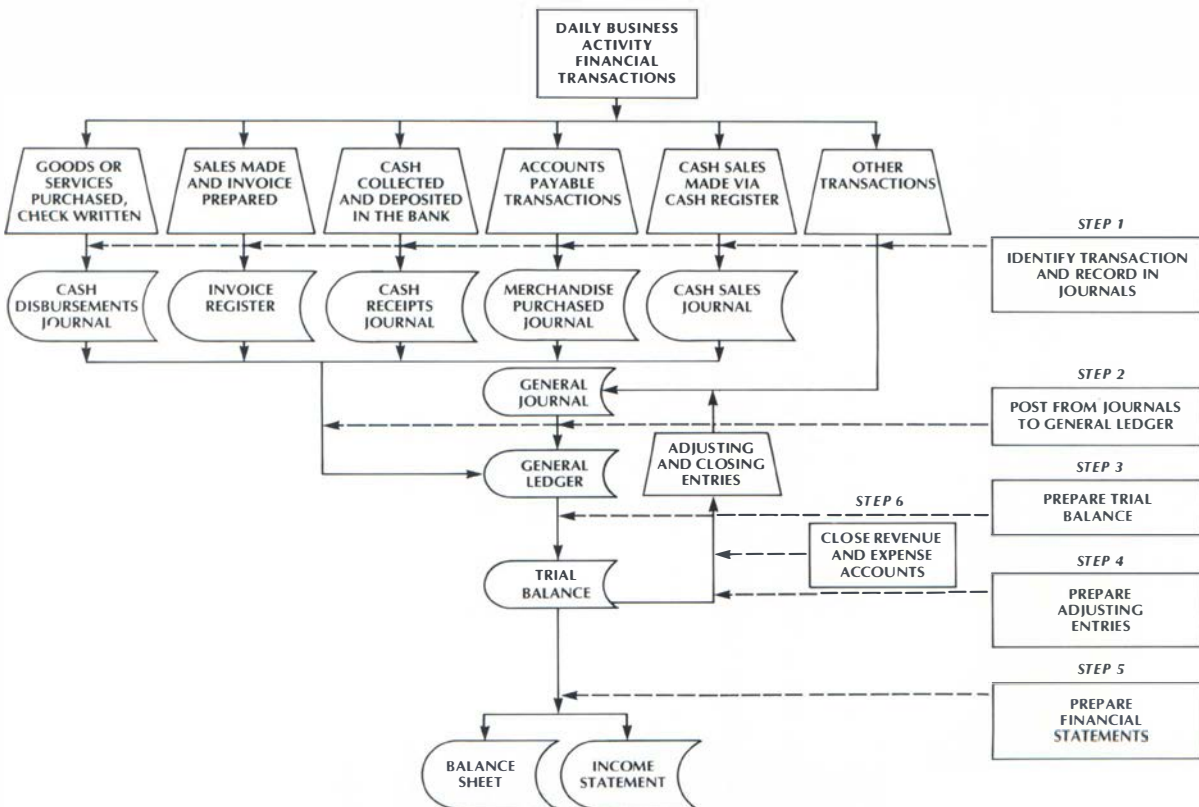 DAILY BUSINESS
ACTIVITY
FINANCIAL
TRANSACTIONS
GOODS OR
SERVICES
PURCHASED,
CHECK WRITTEN
SALES MADE
AND INVOICE
PREPARED
CASH
COLLECTED
AND DEPOSITED
IN THE BANK
ACCOUNTS
PAYABLE
TRANSACTIONS
CASH SALES
MADE VIA
CASH REGISTER
OTHER
TRANSACTIONS
STEP 1
IDENTIFY TRANSACTION
AND RECORD IN
JOURNALS
CASH
DISBURSEMENTS
JOURNAL
INVOICE
REGISTER
CASH
RECEIPTS
JOURNAL
MERCHANDISE
PURCHASED
JOURNAL
CASH SALES
JOURNAL
GENERAL
JOURNAL
STEP 2
POST FROM JOURNALS
TO GENERAL LEDGER
GENERAL
LEDGER
ADJUSTING
AND CLOSING
ENTRIES
STEP 3
PREPARE TRIAL
BALANCE
STEP 6
CLOSE REVENUE
AND EXPENSE
ACCOUNTS
TRIAL
BALANCE
STEP 4
PREPARE
ADJUSTING
ENTRIES
STEP 5
PREPARE
FINANCIAL
STATEMENTS
BALANCE
SHEET
INCOME
STATEMENT